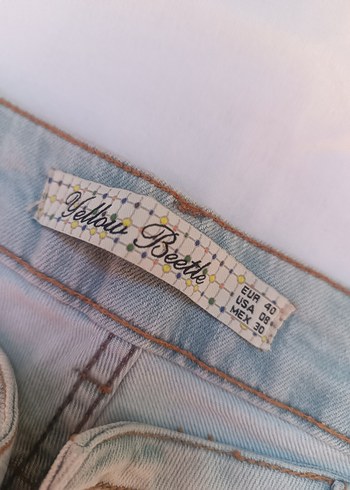 Yellow Beetle
EUR 40
USA 08
MEX 30